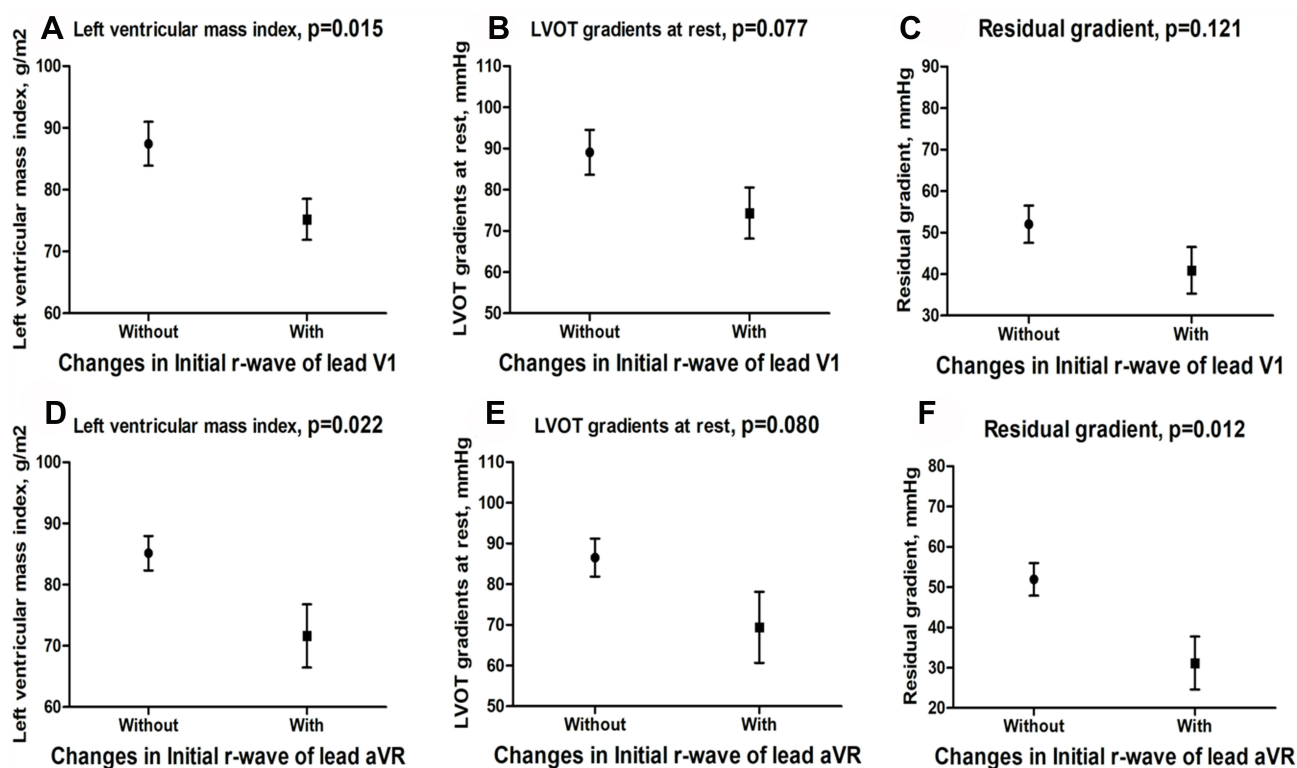 A Left ventricular mass index, p=0.015
Left ventricular mass index, g/m2
100
90
80
70
60
Without With
Changes in Initial r-wave of lead V1
B LVOT gradients at rest, p=0.077
LVOT gradients at rest, mmHg
110
100
90
80
70
60
50
Without With
Changes in Initial r-wave of lead V1
C Residual gradient, p=0.121
Residual gradient, mmHg
90
80
70
60
50
40
30
Without With
Changes in Initial r-wave of lead V1
D Left ventricular mass index, p=0.022
Left ventricular mass index, g/m2
100
90
80
70
60
Without With
Changes in Initial r-wave of lead aVR
E LVOT gradients at rest, p=0.080
LVOT gradients at rest, mmHg
110
100
90
80
70
60
50
Without With
Changes in Initial r-wave of lead aVR
F Residual gradient, p=0.012
Residual gradient, mmHg
80
70
60
50
40
30
20
Without With
Changes in Initial r-wave of lead aVR